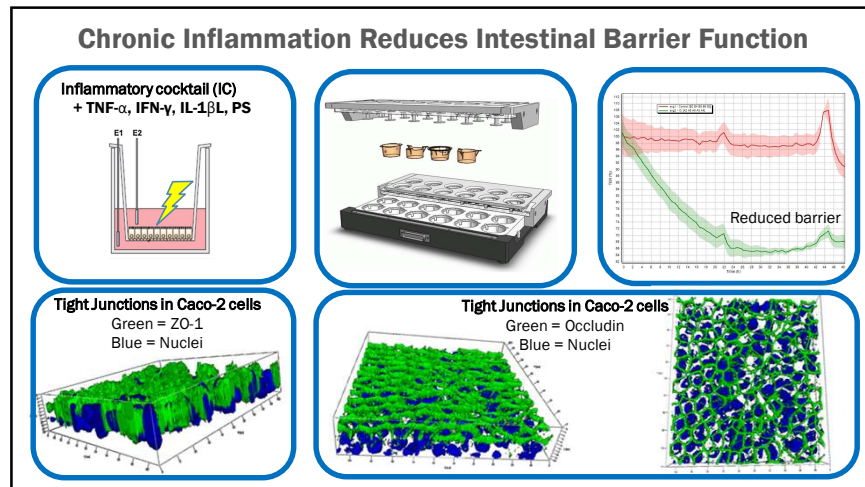 Chronic Inflammation Reduces Intestinal Barrier Function
Inflammatory cocktail (IC)
+ TNF-α, IFN-γ, IL-1βL, PS
E1 E2
Reduced barrier
Time (h)
Tight Junctions in Caco-2 cells
Green = ZO-1
Blue = Nuclei
Tight Junctions in Caco-2 cells
Green = Occludin
Blue = Nuclei